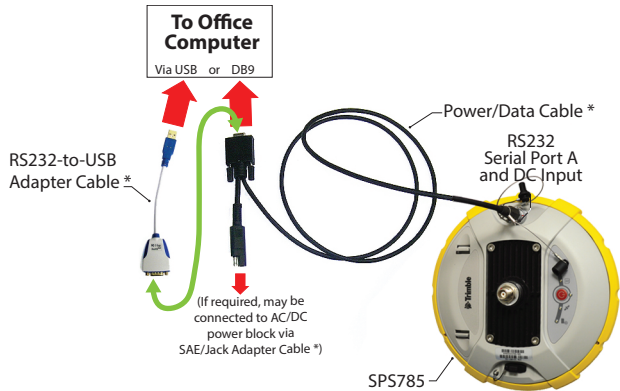 To Office
Computer
Via USB or DB9
Power/Data Cable *
RS232
Serial Port A
and DC Input
RS232-to-USB
Adapter Cable *
(If required, may be
connected to AC/DC
power block via
SAE/Jack Adapter Cable *)
Trimble
SPS785